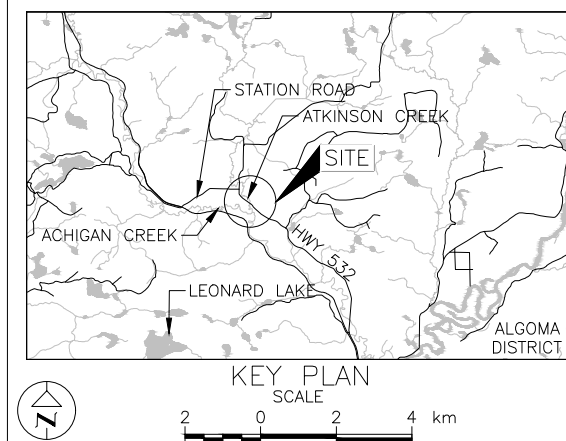 STATION ROAD
ATKINSON CREEK
SITE
ACHIGAN CREEK
HWY 532
LEONARD LAKE
ALGOMA
DISTRICT
KEY PLAN
SCALE
N
2 0 2 4 km